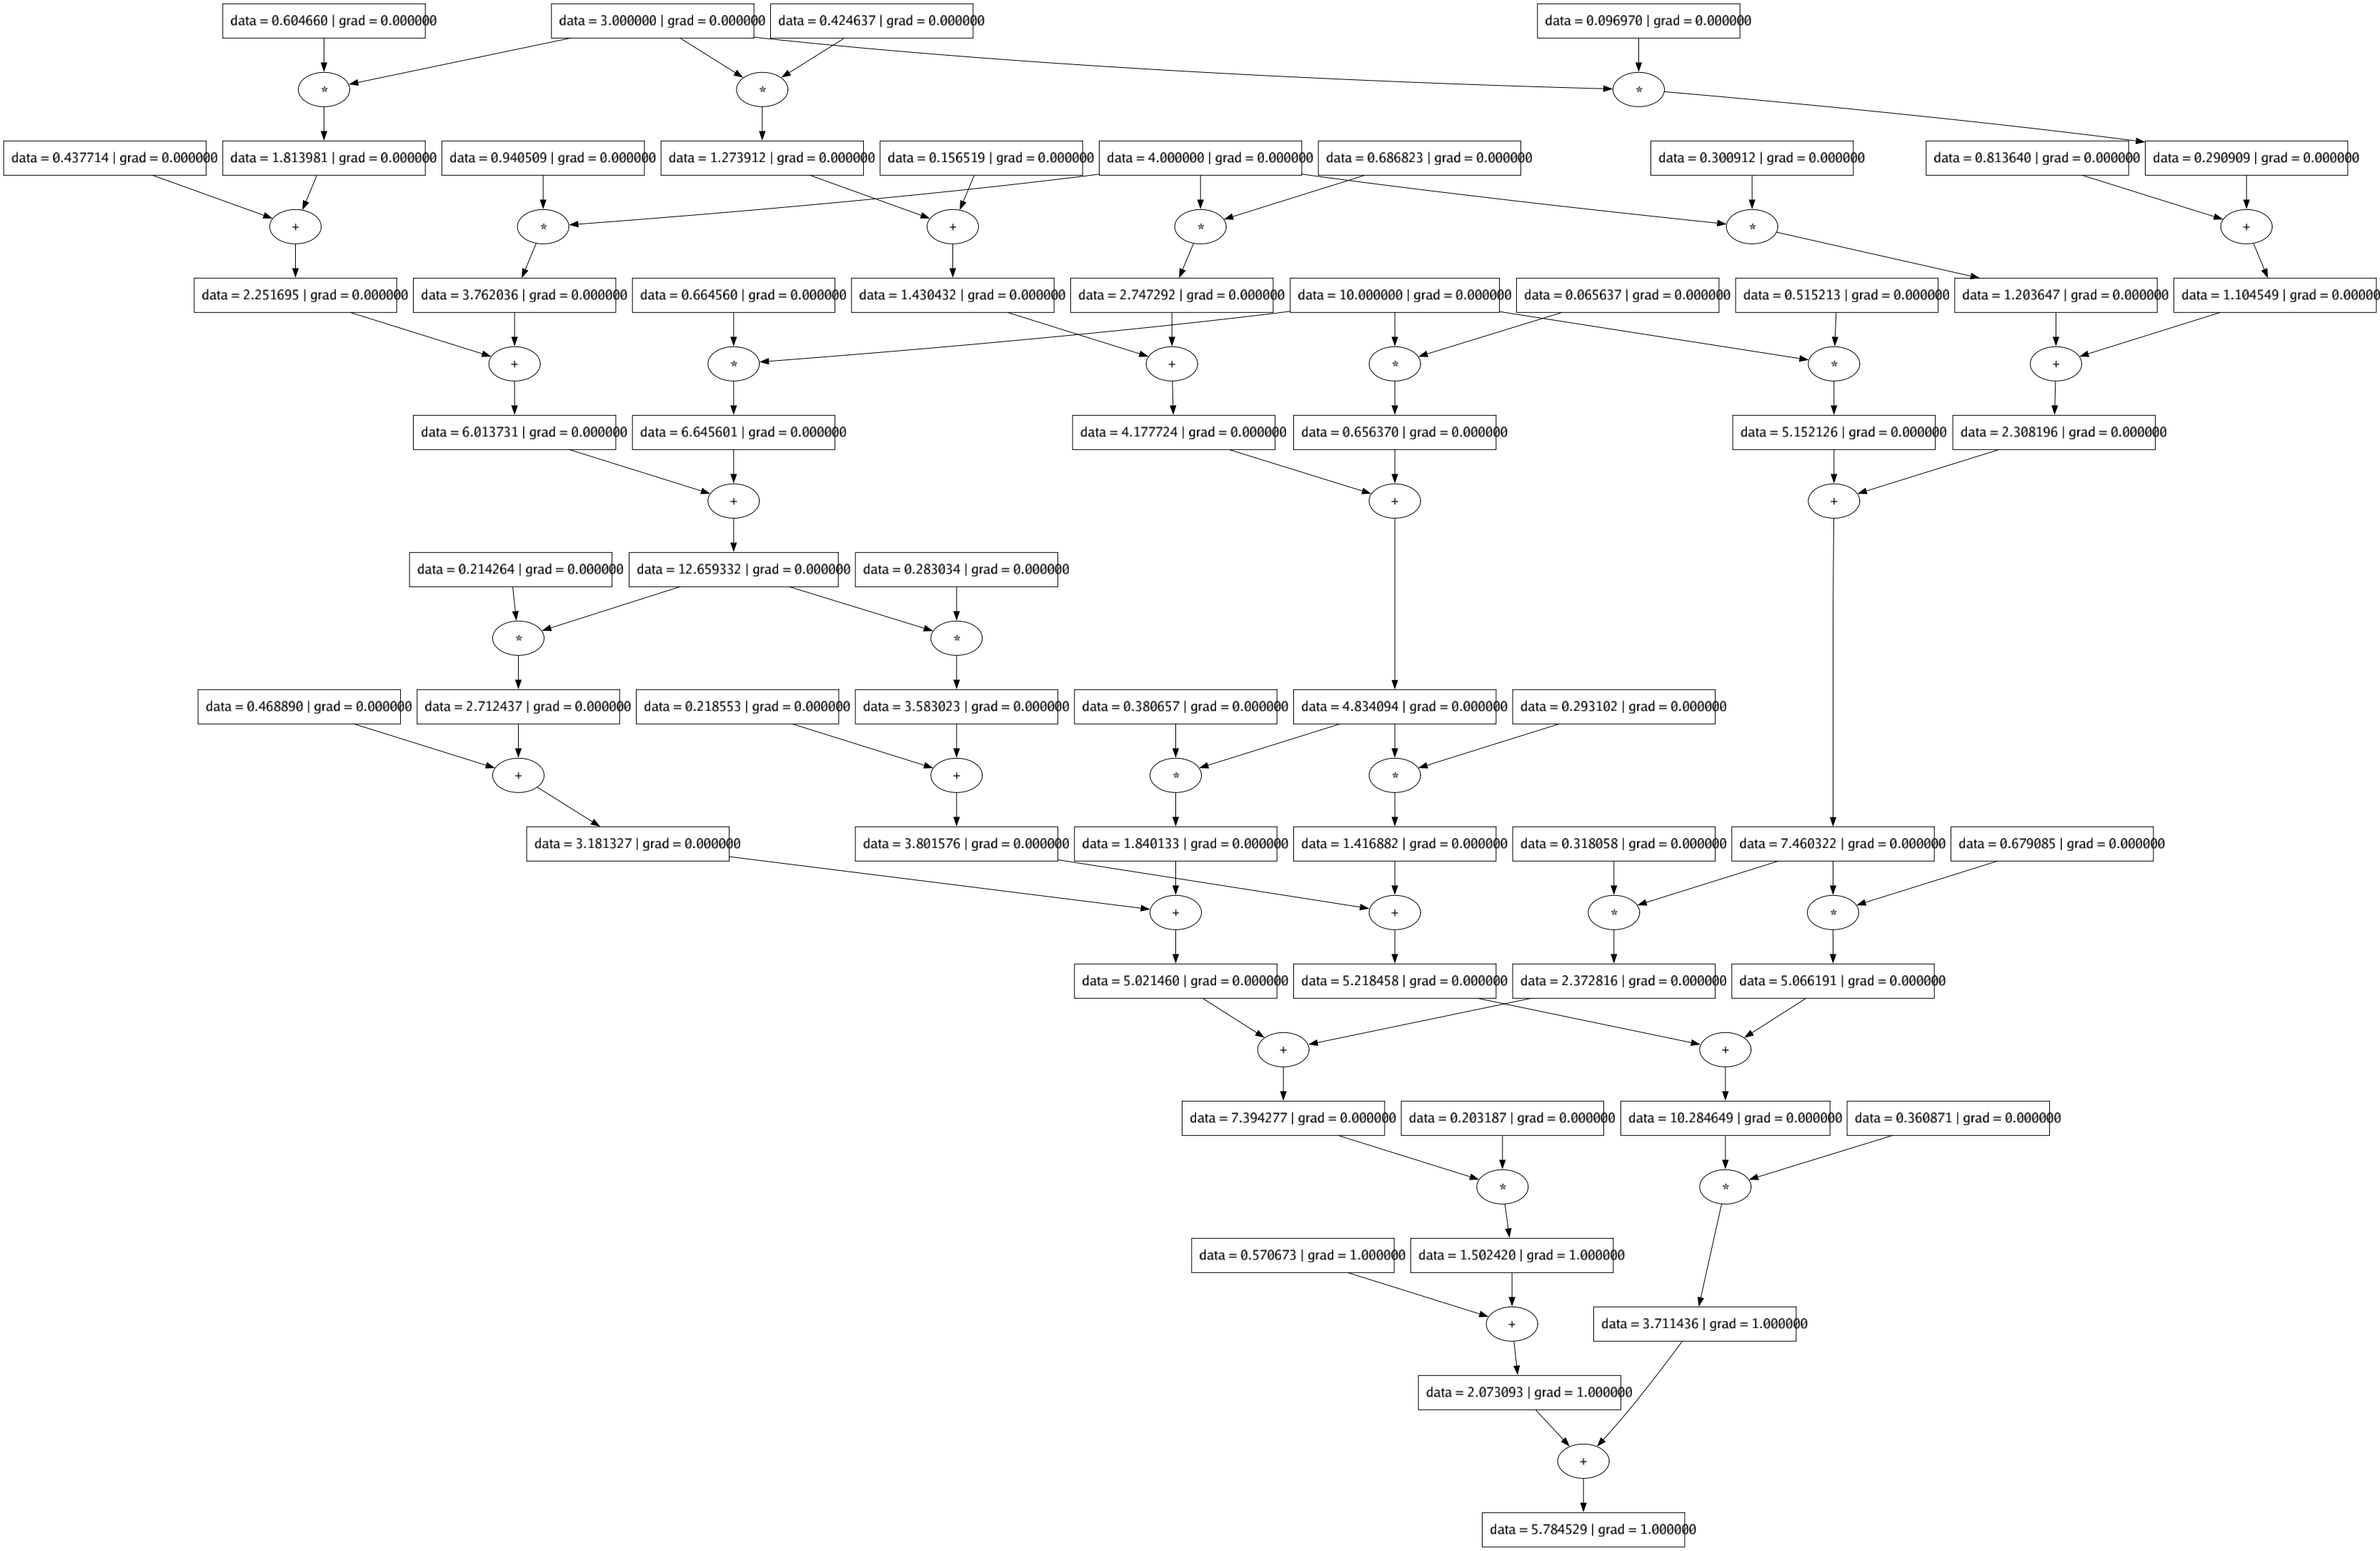 data = 0.604660 | grad = 0.000000
data = 3.000000 | grad = 0.000000
data = 0.424637 | grad = 0.000000
data = 0.096970 | grad = 0.000000
*
*
*
data = 0.437714 | grad = 0.000000
data = 1.813981 | grad = 0.000000
data = 0.940509 | grad = 0.000000
data = 1.273912 | grad = 0.000000
data = 0.156519 | grad = 0.000000
data = 4.000000 | grad = 0.000000
data = 0.686823 | grad = 0.000000
data = 0.300912 | grad = 0.000000
data = 0.813640 | grad = 0.000000
data = 0.290909 | grad = 0.000000
+
*
+
*
*
+
data = 2.251695 | grad = 0.000000
data = 3.762036 | grad = 0.000000
data = 0.664560 | grad = 0.000000
data = 1.430432 | grad = 0.000000
data = 2.747292 | grad = 0.000000
data = 10.000000 | grad = 0.000000
data = 0.065637 | grad = 0.000000
data = 0.515213 | grad = 0.000000
data = 1.203647 | grad = 0.000000
data = 1.104549 | grad = 0.00000
+
*
+
*
*
+
data = 6.013731 | grad = 0.000000
data = 6.645601 | grad = 0.000000
data = 4.177724 | grad = 0.000000
data = 0.656370 | grad = 0.000000
data = 5.152126 | grad = 0.000000
data = 2.308196 | grad = 0.000000
+
+
+
data = 0.214264 | grad = 0.000000
data = 12.659332 | grad = 0.000000
data = 0.283034 | grad = 0.000000
*
*
data = 0.468890 | grad = 0.000000
data = 2.712437 | grad = 0.000000
data = 0.218553 | grad = 0.000000
data = 3.583023 | grad = 0.000000
data = 0.380657 | grad = 0.000000
data = 4.834094 | grad = 0.000000
data = 0.293102 | grad = 0.000000
+
+
*
*
data = 3.181327 | grad = 0.000000
data = 3.801576 | grad = 0.000000
data = 1.840133 | grad = 0.000000
data = 1.416882 | grad = 0.000000
data = 0.318058 | grad = 0.000000
data = 7.460322 | grad = 0.000000
data = 0.679085 | grad = 0.000000
+
+
*
*
data = 5.021460 | grad = 0.000000
data = 5.218458 | grad = 0.000000
data = 2.372816 | grad = 0.000000
data = 5.066191 | grad = 0.000000
+
+
data = 7.394277 | grad = 0.000000
data = 0.203187 | grad = 0.000000
data = 10.284649 | grad = 0.000000
data = 0.360871 | grad = 0.000000
*
*
data = 0.570673 | grad = 1.000000
data = 1.502420 | grad = 1.000000
+
data = 3.711436 | grad = 1.000000
data = 2.073093 | grad = 1.000000
+
data = 5.784529 | grad = 1.000000